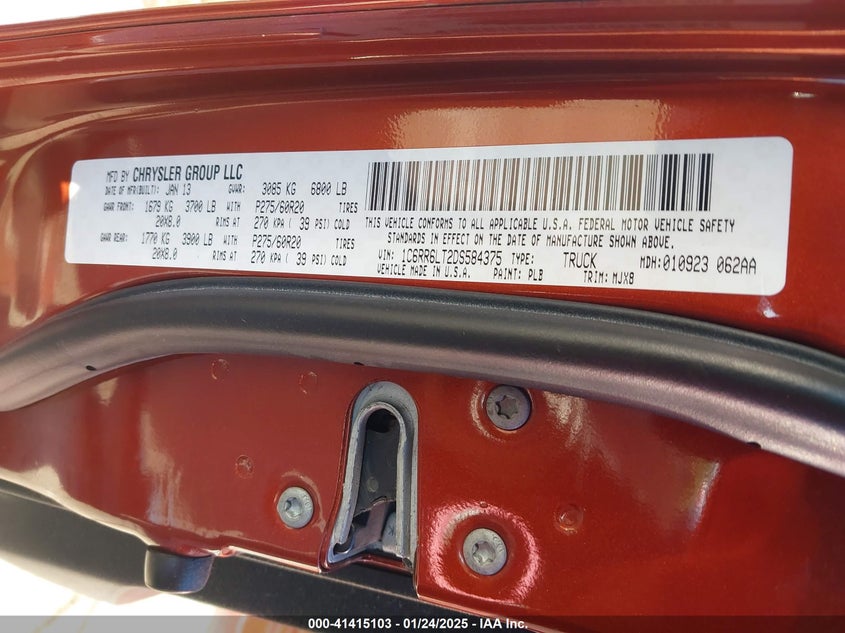 MFD BY CHRYSLER GROUP LLC
DATE OF MFR(BUILT): JAN 13 GVWR: 3085 KG 6800 LB
GAWR FRONT: 1679 KG 3700 LB WITH P275/60R20 TIRES
20X8.0 RIMS AT 270 KPA ( 39 PSI) COLD
GAWR REAR: 1770 KG 3900 LB WITH P275/60R20 TIRES
20X8.0 RIMS AT 270 KPA ( 39 PSI) COLD
THIS VEHICLE CONFORMS TO ALL APPLICABLE U.S.A. FEDERAL MOTOR VEHICLE SAFETY
STANDARDS IN EFFECT ON THE DATE OF MANUFACTURE SHOWN ABOVE.
VIN: 1C6RR6LT2DS584375 TYPE: TRUCK MDH:010923 062AA
VEHICLE MADE IN U.S.A. PAINT: PLB TRIM: MJX8
000-41415103 - 01/24/2025 - IAA Inc.